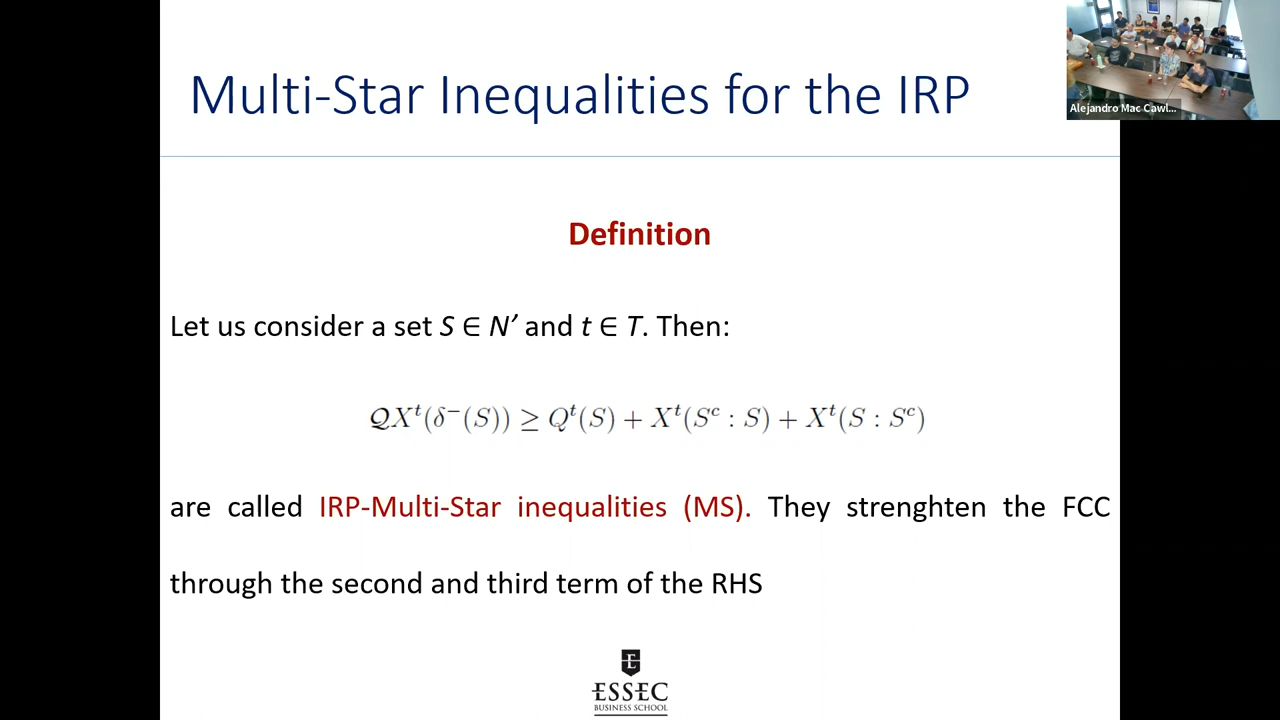 Multi-Star Inequalities for the IRP
Alejandro Mac Cawl...
Definition
Let us consider a set S ∈ N’ and t ∈ T. Then:
𝒬X^t(δ^−(S)) ≥ Q^t(S) + X^t(S^c : S) + X^t(S : S^c)
are called IRP-Multi-Star inequalities (MS). They strenghten the FCC
through the second and third term of the RHS
E
ESSEC
BUSINESS SCHOOL